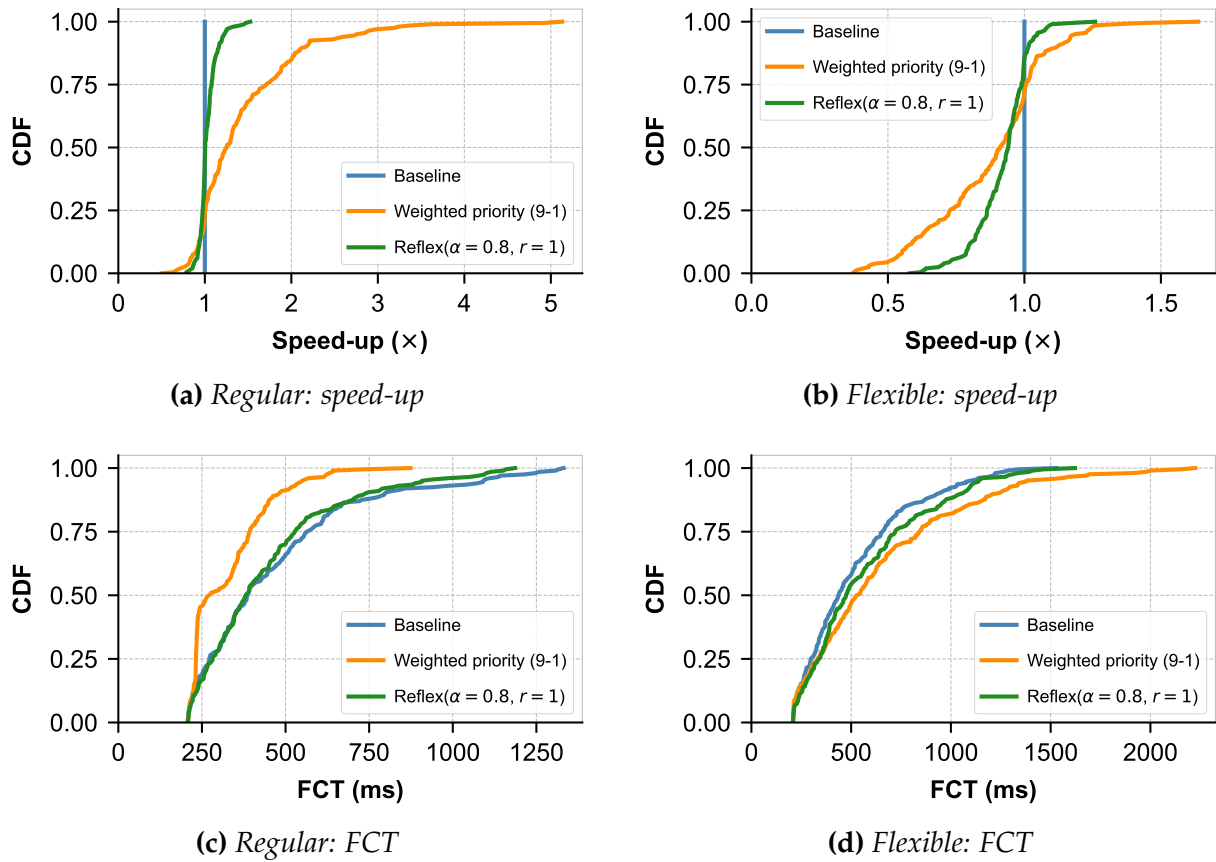 CDF
1.00
0.75
0.50
0.25
0.00
0 1 2 3 4 5
Speed-up (×)
Baseline
Weighted priority (9-1)
Reflex(α = 0.8, r = 1)
(a) Regular: speed-up
CDF
1.00
0.75
0.50
0.25
0.00
0.0 0.5 1.0 1.5
Speed-up (×)
Baseline
Weighted priority (9-1)
Reflex(α = 0.8, r = 1)
(b) Flexible: speed-up
CDF
1.00
0.75
0.50
0.25
0.00
0 250 500 750 1000 1250
FCT (ms)
Baseline
Weighted priority (9-1)
Reflex(α = 0.8, r = 1)
(c) Regular: FCT
CDF
1.00
0.75
0.50
0.25
0.00
0 500 1000 1500 2000
FCT (ms)
Baseline
Weighted priority (9-1)
Reflex(α = 0.8, r = 1)
(d) Flexible: FCT